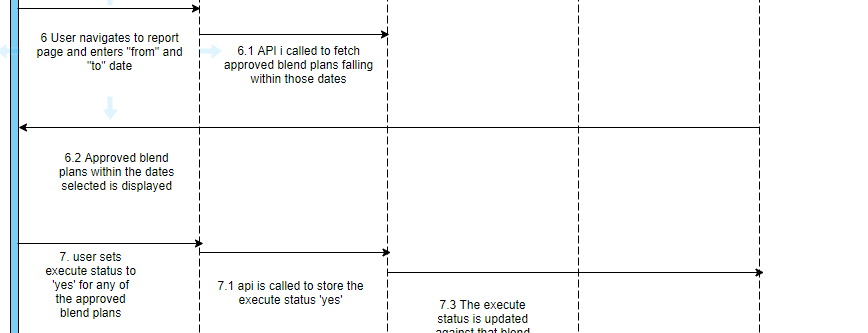 6 User navigates to report
page and enters "from" and
"to" date
6.1 API i called to fetch
approved blend plans falling
within those dates
6.2 Approved blend
plans within the dates
selected is displayed
7. user sets
execute status to
'yes' for any of
the approved
blend plans
7.1 api is called to store the
execute status 'yes'
7.3 The execute
status is updated
against that blend